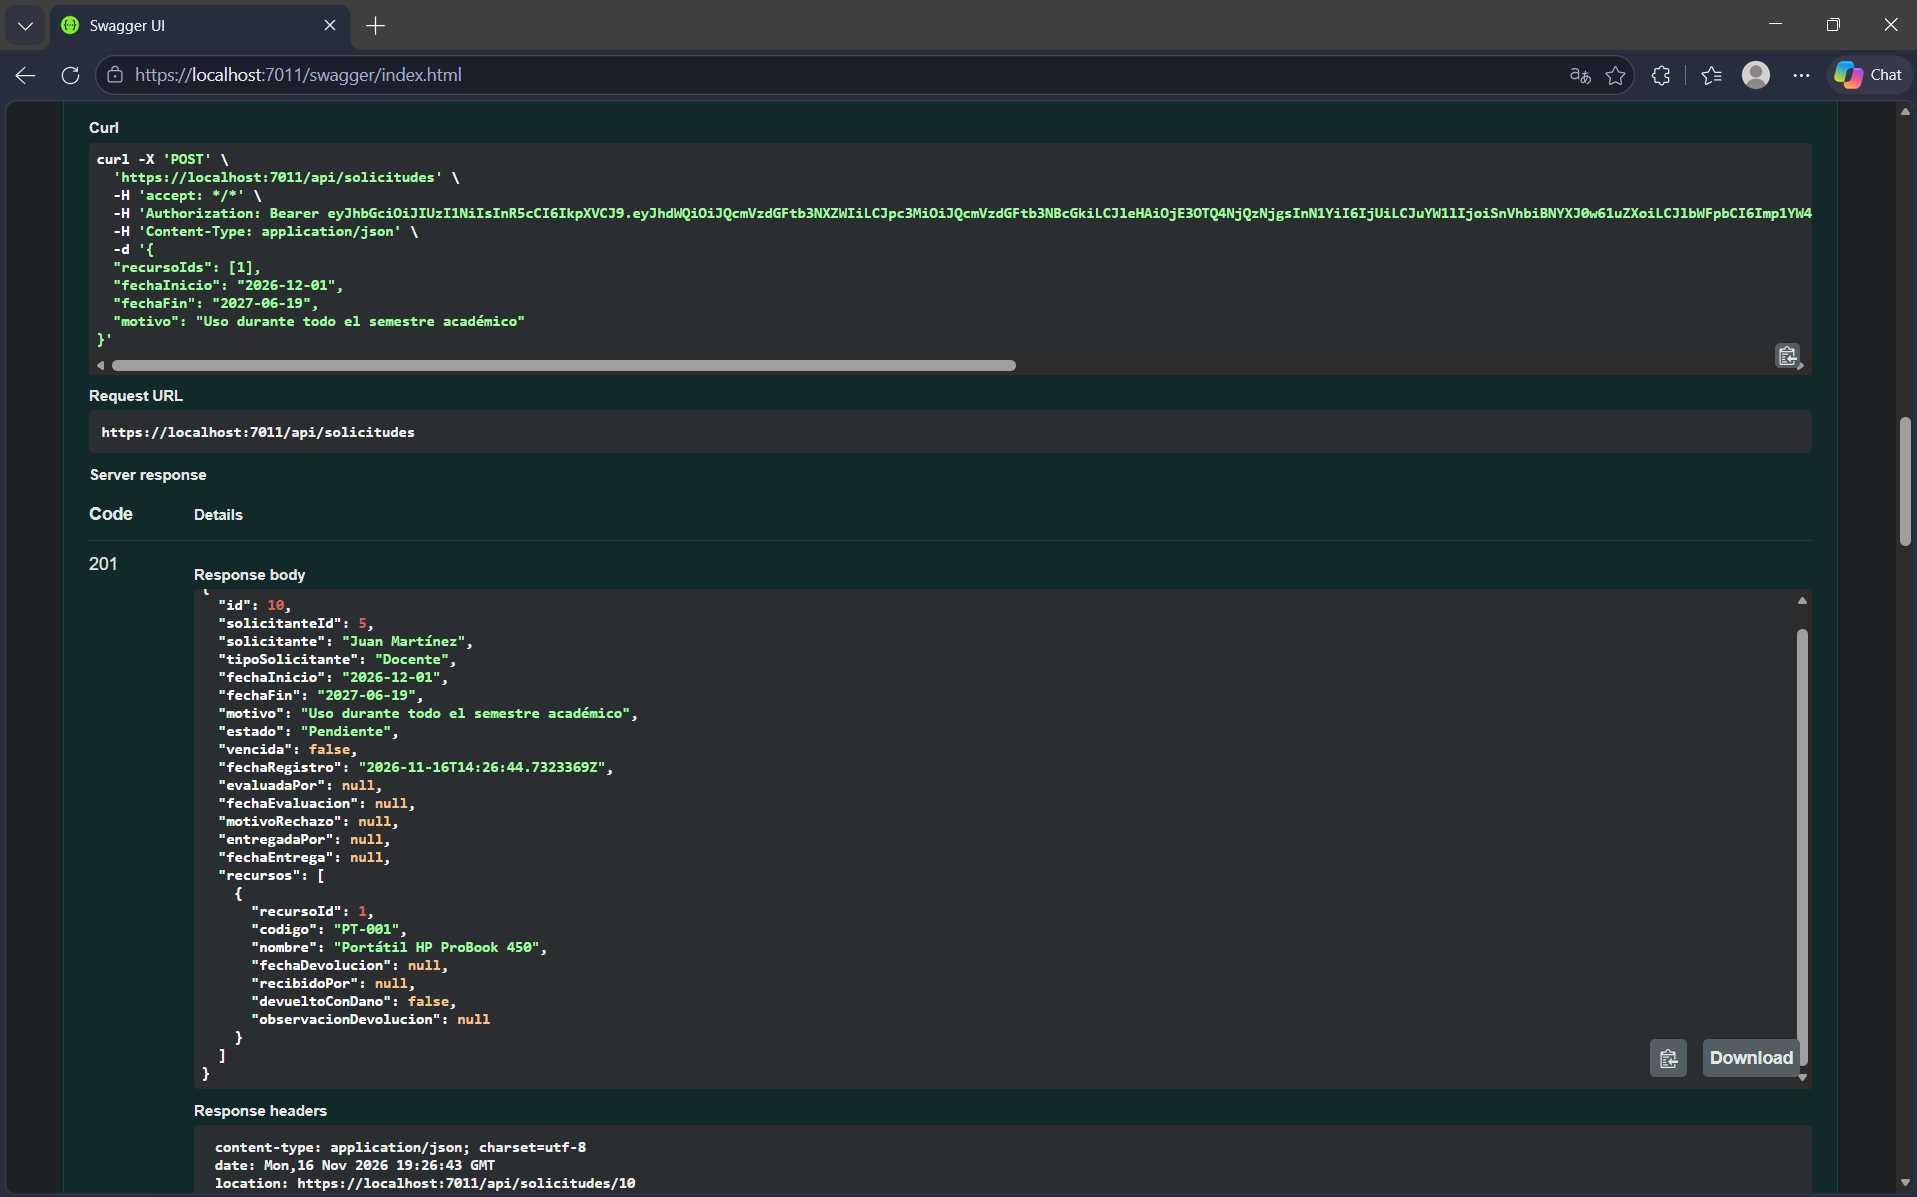 Swagger UI
https://localhost:7011/swagger/index.html
Chat
Curl
curl -X 'POST' \
'https://localhost:7011/api/solicitudes' \
-H 'accept: */*' \
-H 'Authorization: Bearer eyJhbGciOiJIUzI1NiIsInR5cCI6IkpXVCJ9.eyJhdWQiOiJQcmVzdGFtb3NXZWIiLCJpc3MiOiJQcmVzdGFtb3NBcGkiLCJleHAiOjE3OTQ4NjQzNjgsInN1YiI6IjUiLCJuYW1lIjoiSnVhbiBNYXJ0w61uZXoiLCJlbWFpbCI6Imp1YW4
-H 'Content-Type: application/json' \
-d '{
"recursoIds": [1],
"fechaInicio": "2026-12-01",
"fechaFin": "2027-06-19",
"motivo": "Uso durante todo el semestre académico"
}'
Request URL
https://localhost:7011/api/solicitudes
Server response
Code Details
201
Response body
{
"id": 10,
"solicitanteId": 5,
"solicitante": "Juan Martínez",
"tipoSolicitante": "Docente",
"fechaInicio": "2026-12-01",
"fechaFin": "2027-06-19",
"motivo": "Uso durante todo el semestre académico",
"estado": "Pendiente",
"vencida": false,
"fechaRegistro": "2026-11-16T14:26:44.7323369Z",
"evaluadaPor": null,
"fechaEvaluacion": null,
"motivoRechazo": null,
"entregadaPor": null,
"fechaEntrega": null,
"recursos": [
{
"recursoId": 1,
"codigo": "PT-001",
"nombre": "Portátil HP ProBook 450",
"fechaDevolucion": null,
"recibidoPor": null,
"devueltoConDano": false,
"observacionDevolucion": null
}
]
}
Download
Response headers
content-type: application/json; charset=utf-8
date: Mon,16 Nov 2026 19:26:43 GMT
location: https://localhost:7011/api/solicitudes/10